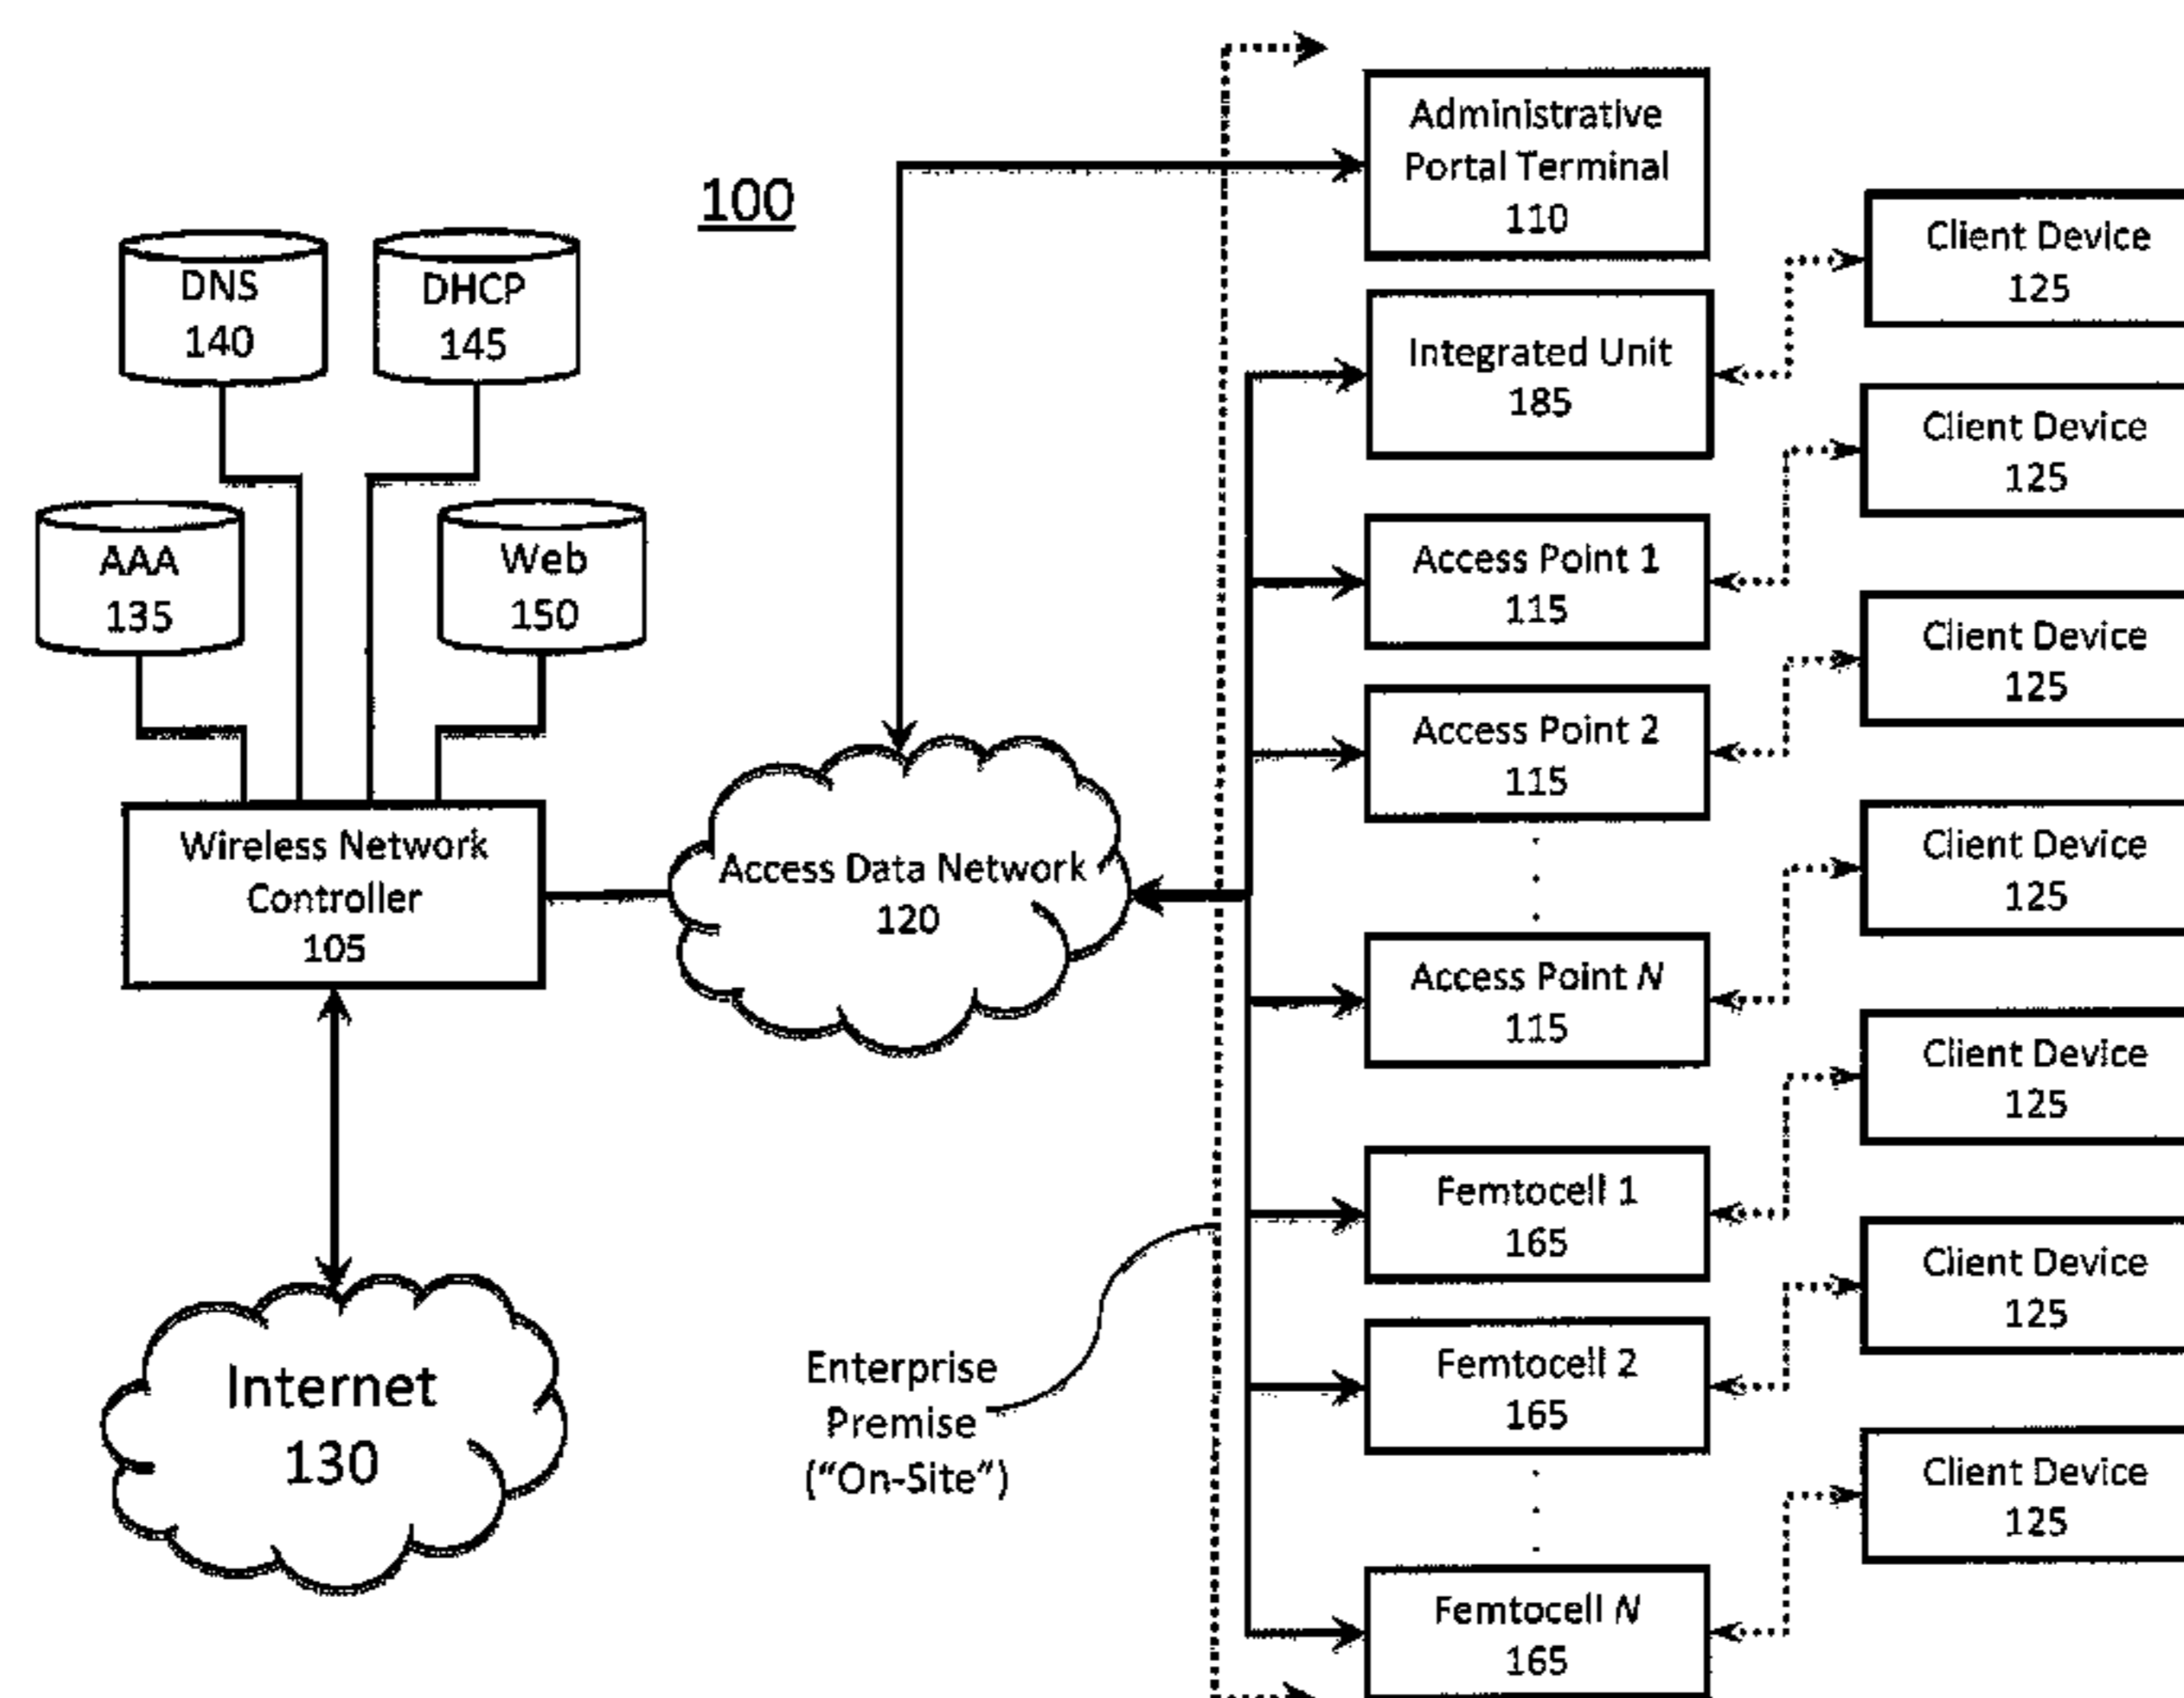 100
DNS
140
DHCP
145
AAA
135
Web
150
Wireless Network
Controller
105
Access Data Network
120
Internet
130
Enterprise
Premise
("On-Site")
Administrative
Portal Terminal
110
Integrated Unit
185
Access Point 1
115
Access Point 2
115
Access Point N
115
Femtocell 1
165
Femtocell 2
165
Femtocell N
165
Client Device
125
Client Device
125
Client Device
125
Client Device
125
Client Device
125
Client Device
125
Client Device
125